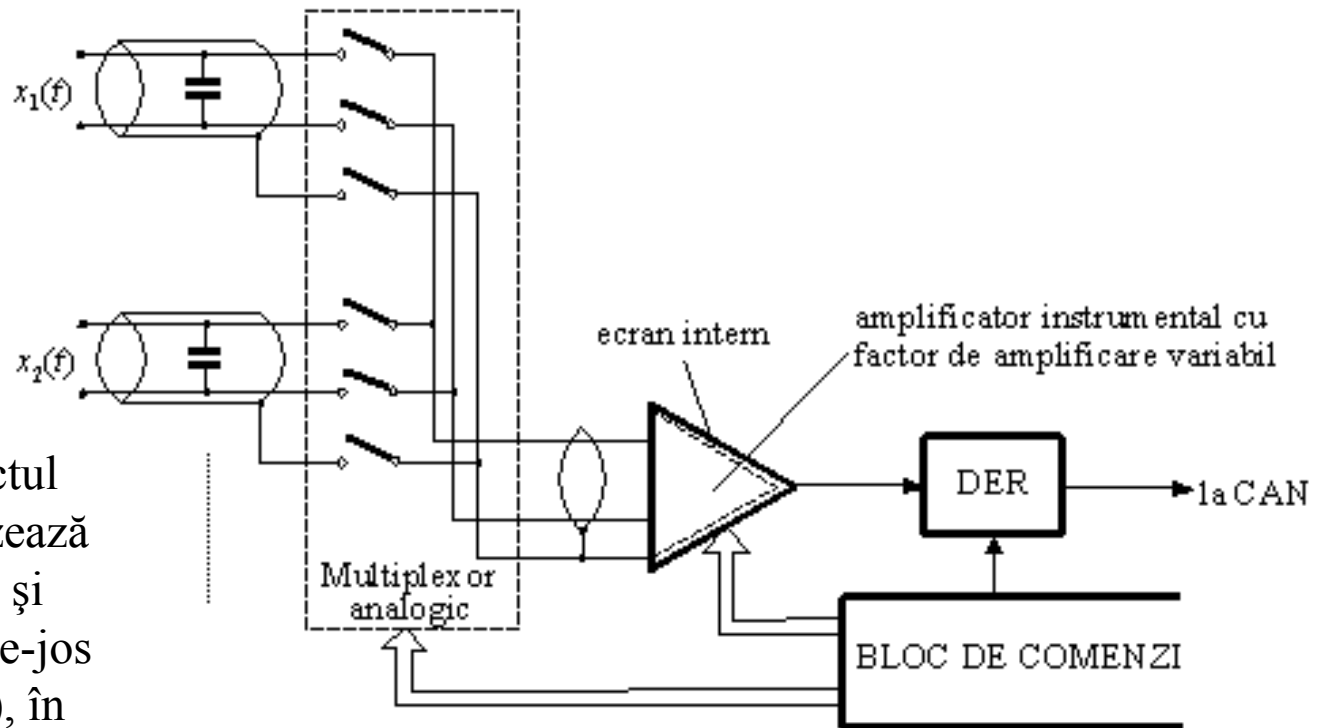 x1(t)
x2(t)
ecran intern
amplificator instrumental cu
factor de amplificare variabil
DER
la CAN
Multiplexor
analogic
BLOC DE COMENZI
ctul
zează
şi
e-jos
), în